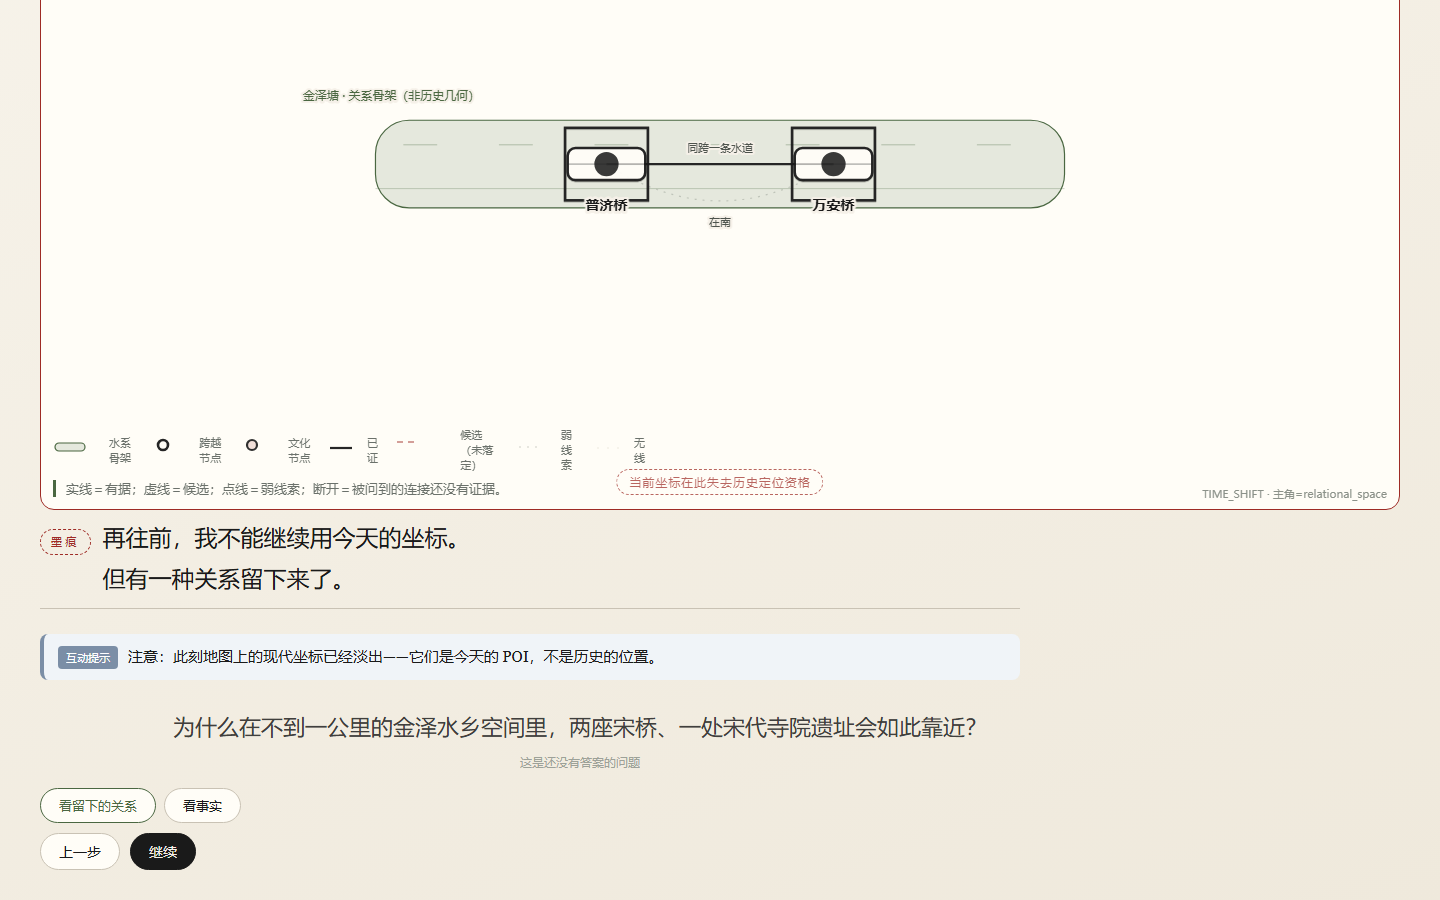 金泽塘 · 关系骨架（非历史几何）
同跨一条水道
普济桥
万安桥
在南
水系
骨架
跨越
节点
文化
节点
已
证
候选
（未落
定）
弱
线
索
无
线
实线＝有据；虚线＝候选；点线＝弱线索；断开＝被问到的连接还没有证据。
当前坐标在此失去历史定位资格
TIME_SHIFT · 主角=relational_space
墨痕
再往前，我不能继续用今天的坐标。
但有一种关系留下来了。
互动提示
注意：此刻地图上的现代坐标已经淡出——它们是今天的 POI，不是历史的位置。
为什么在不到一公里的金泽水乡空间里，两座宋桥、一处宋代寺院遗址会如此靠近？
这是还没有答案的问题
看留下的关系
看事实
上一步
继续